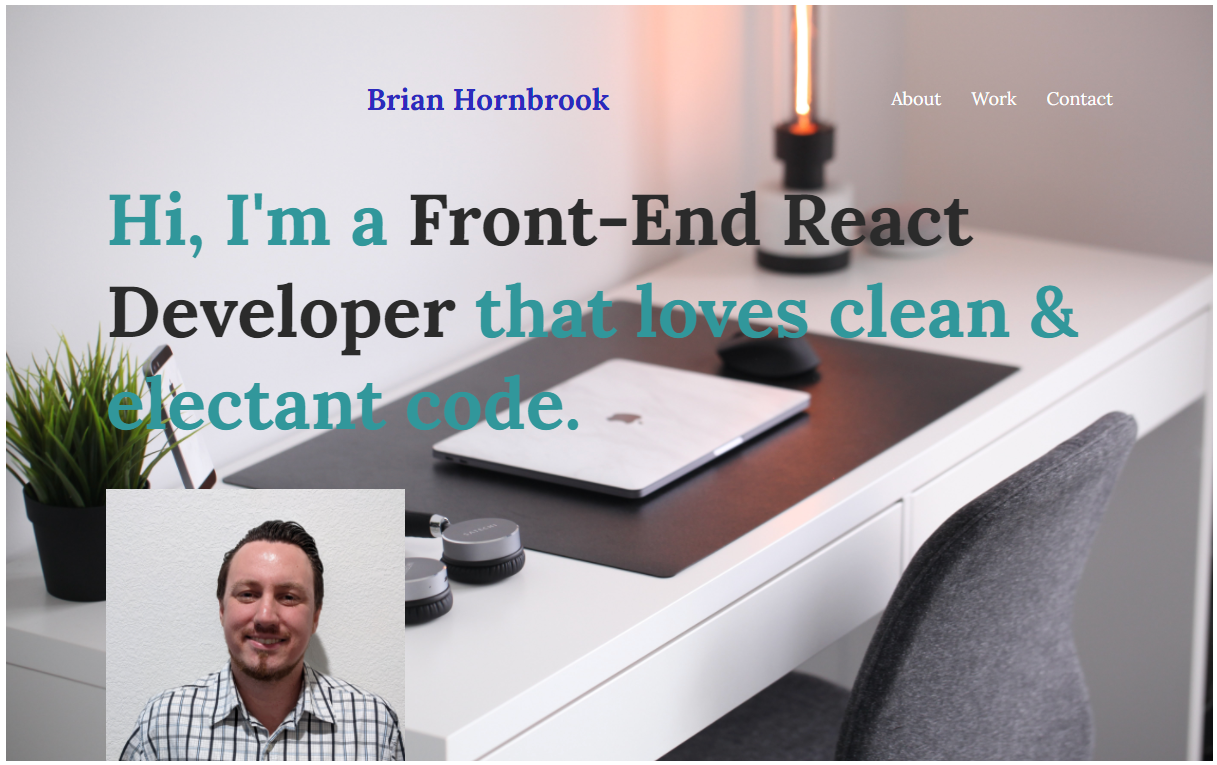 Brian Hornbrook
About Work Contact
Hi, I'm a Front-End React
Developer that loves clean &
electant code.